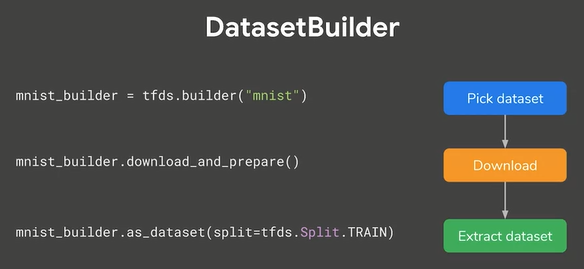 DatasetBuilder
mnist_builder = tfds.builder("mnist")
Pick dataset
mnist_builder.download_and_prepare()
Download
mnist_builder.as_dataset(split=tfds.Split.TRAIN)
Extract dataset